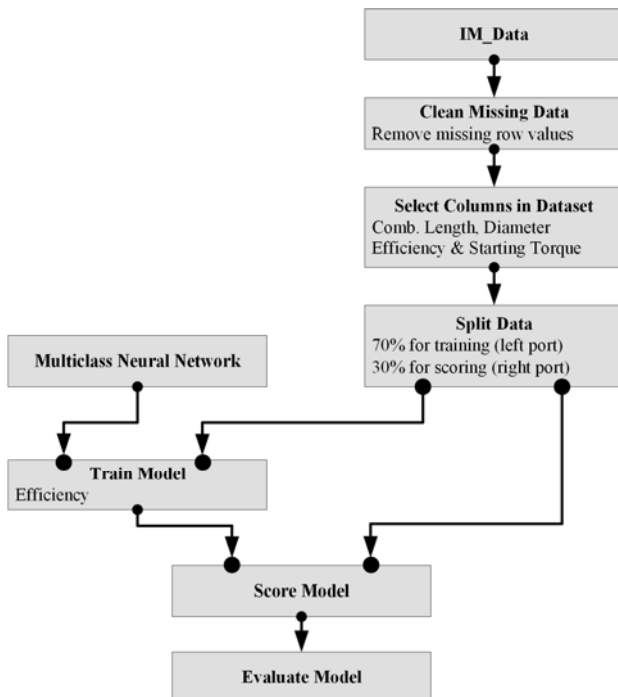 IM_Data
Clean Missing Data
Remove missing row values
Select Columns in Dataset
Comb. Length, Diameter
Efficiency & Starting Torque
Split Data
70% for training (left port)
30% for scoring (right port)
Multiclass Neural Network
Train Model
Efficiency
Score Model
Evaluate Model